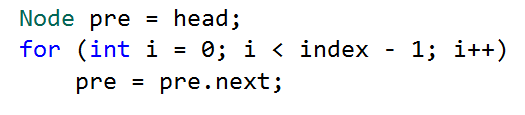 Node pre = head;
for (int i = 0; i < index - 1; i++)
    pre = pre.next;